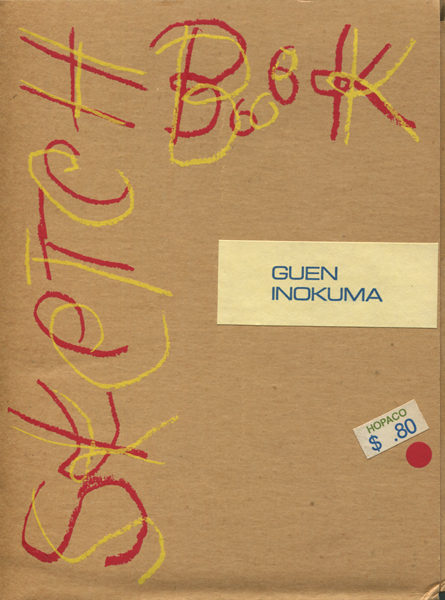 SKETCH
BooK
GUEN
INOKUMA
HOPACO
$ .80